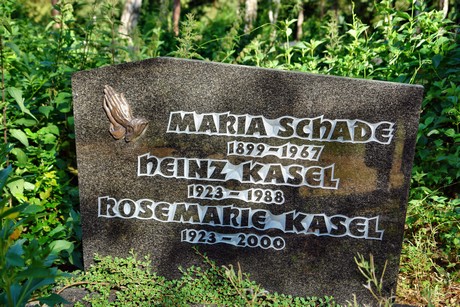 MARIA SCHADE
1899–1967
HEINZ KASEL
1923–1988
ROSEMARIE KASEL
1923–2000